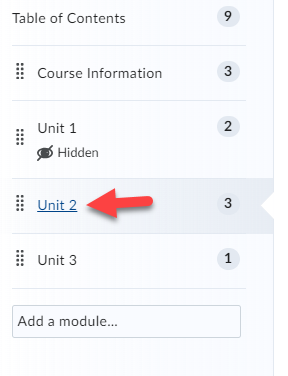 Table of Contents 9
Course Information 3
Unit 1 2
Hidden
Unit 2 3
Unit 3 1
Add a module...